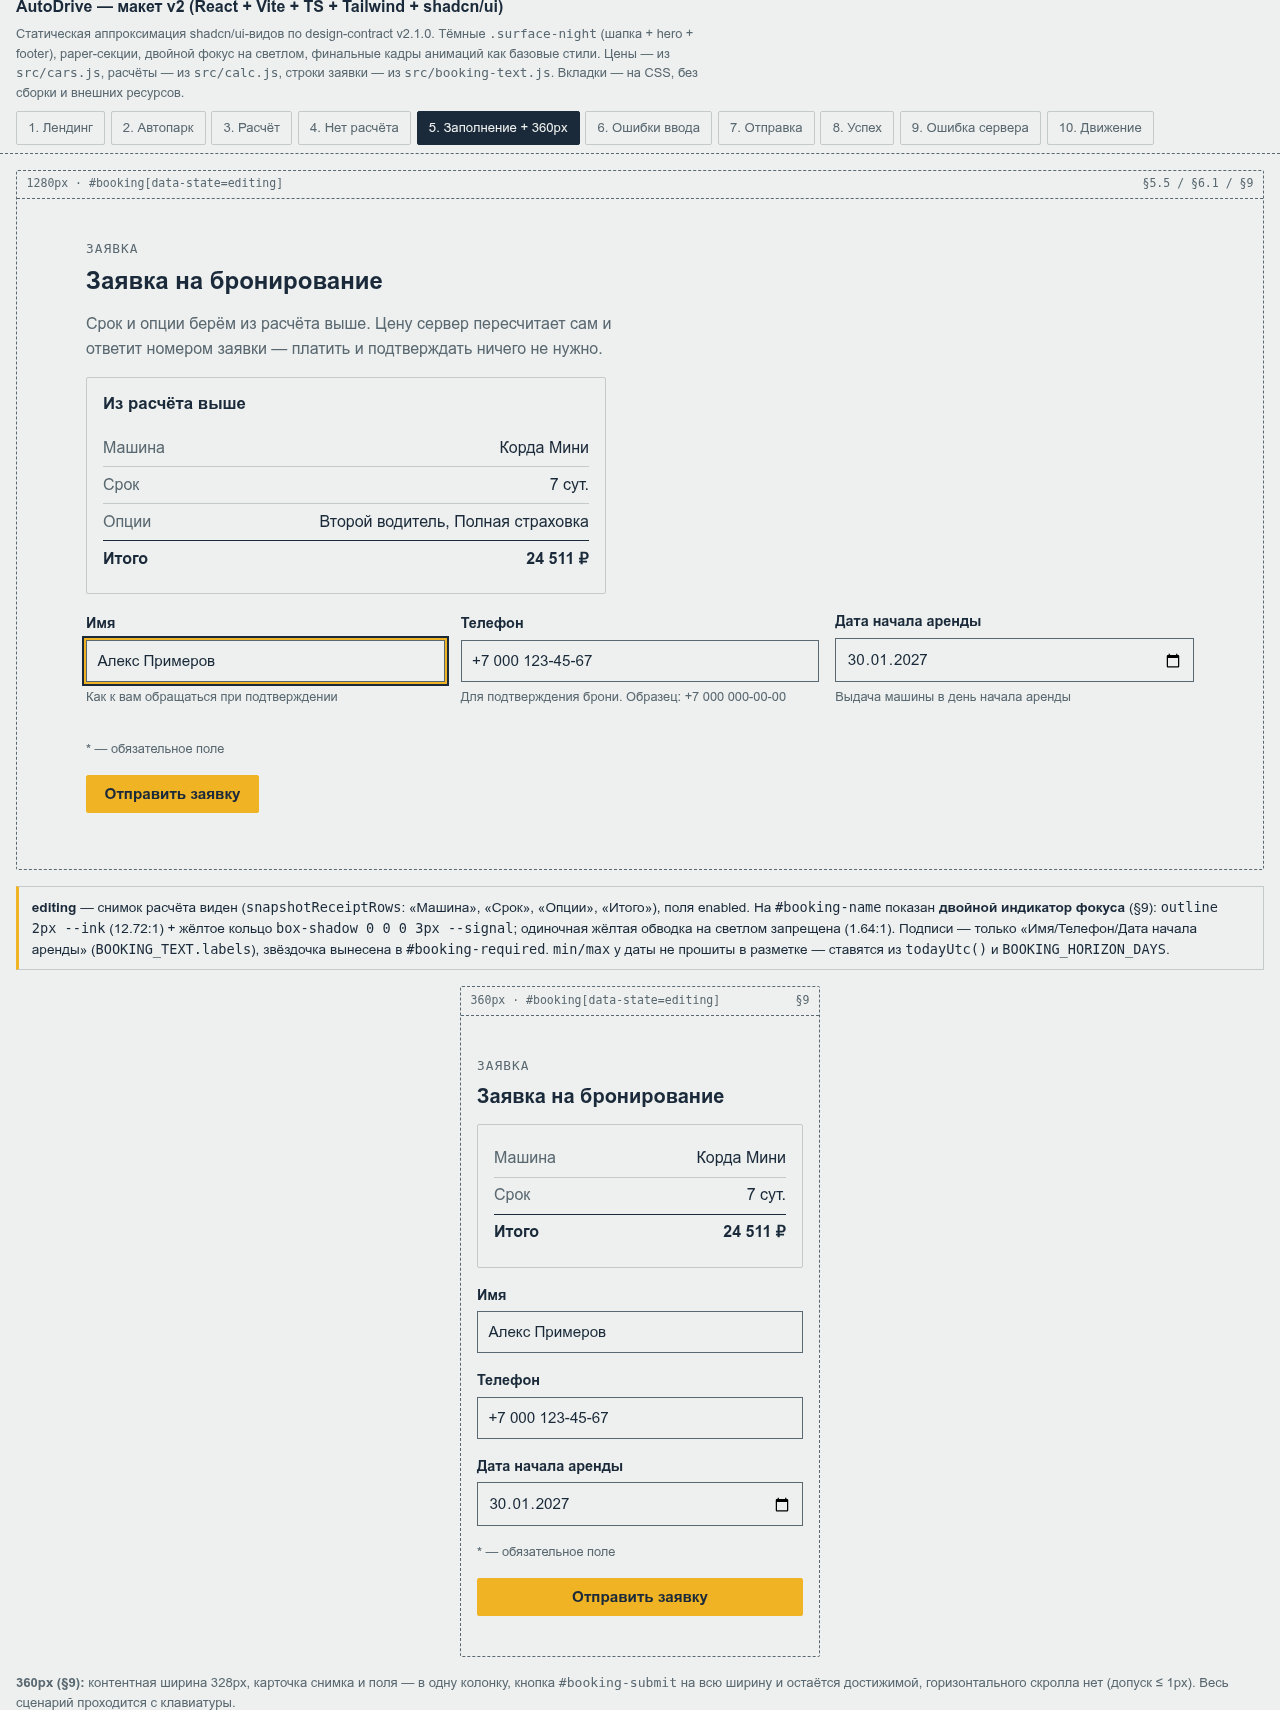 AutoDrive — макет v2 (React + Vite + TS + Tailwind + shadcn/ui)
Статическая аппроксимация shadcn/ui-видов по design-contract v2.1.0. Тёмные .surface-night (шапка + hero +
footer), paper-секции, двойной фокус на светлом, финальные кадры анимаций как базовые стили. Цены — из
src/cars.js, расчёты — из src/calc.js, строки заявки — из src/booking-text.js. Вкладки — на CSS, без
сборки и внешних ресурсов.
1. Лендинг 2. Автопарк 3. Расчёт 4. Нет расчёта 5. Заполнение + 360px 6. Ошибки ввода 7. Отправка 8. Успех 9. Ошибка сервера 10. Движение
1280px · #booking[data-state=editing] §5.5 / §6.1 / §9
ЗАЯВКА
Заявка на бронирование
Срок и опции берём из расчёта выше. Цену сервер пересчитает сам и
ответит номером заявки — платить и подтверждать ничего не нужно.
Из расчёта выше
Машина Корда Мини
Срок 7 сут.
Опции Второй водитель, Полная страховка
Итого 24 511 ₽
Имя Телефон Дата начала аренды
Алекс Примеров +7 000 123-45-67 30.01.2027
Как к вам обращаться при подтверждении Для подтверждения брони. Образец: +7 000 000-00-00 Выдача машины в день начала аренды
* — обязательное поле
Отправить заявку
editing — снимок расчёта виден (snapshotReceiptRows: «Машина», «Срок», «Опции», «Итого»), поля enabled. На #booking-name показан двойной индикатор фокуса (§9): outline
2px --ink (12.72:1) + жёлтое кольцо box-shadow 0 0 0 3px --signal; одиночная жёлтая обводка на светлом запрещена (1.64:1). Подписи — только «Имя/Телефон/Дата начала
аренды» (BOOKING_TEXT.labels), звёздочка вынесена в #booking-required. min/max у даты не прошиты в разметке — ставятся из todayUtc() и BOOKING_HORIZON_DAYS.
360px · #booking[data-state=editing] §9
ЗАЯВКА
Заявка на бронирование
Машина Корда Мини
Срок 7 сут.
Итого 24 511 ₽
Имя
Алекс Примеров
Телефон
+7 000 123-45-67
Дата начала аренды
30.01.2027
* — обязательное поле
Отправить заявку
360px (§9): контентная ширина 328px, карточка снимка и поля — в одну колонку, кнопка #booking-submit на всю ширину и остаётся достижимой, горизонтального скролла нет (допуск ≤ 1px). Весь
сценарий проходится с клавиатуры.